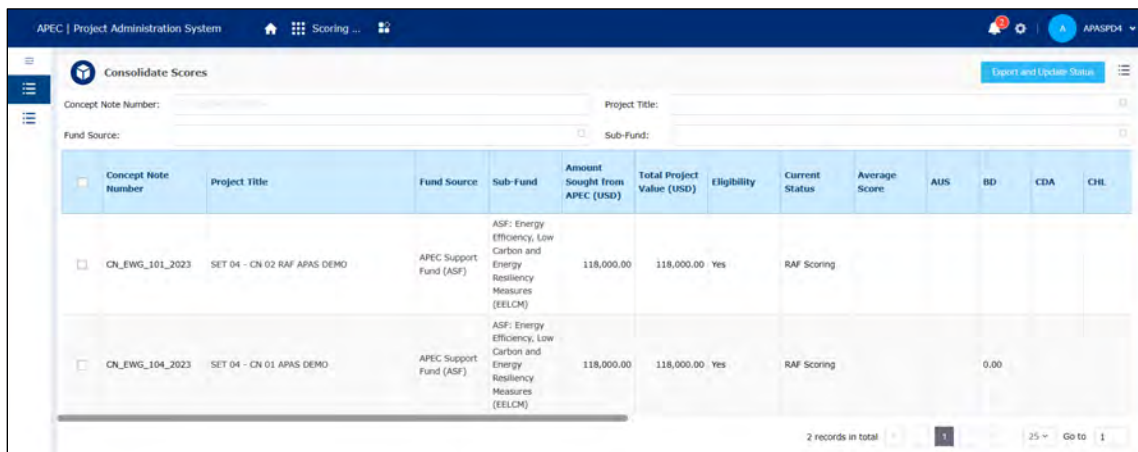 APEC | Project Administration System
Scoring ...
2
A
APASPD4
Consolidate Scores
Export and Update Status
Concept Note Number:
Project Title:
Fund Source:
Sub-Fund:
Concept Note
Number
Project Title
Fund Source
Sub-Fund
Amount
Sought from
APEC (USD)
Total Project
Value (USD)
Eligibility
Current
Status
Average
Score
AUS
BD
CDA
CHL
CN_EWG_101_2023
SET 04 - CN 02 RAF APAS DEMO
APEC Support
Fund (ASF)
ASF: Energy
Efficiency, Low
Carbon and
Energy
Resiliency
Measures
(EELCM)
118,000.00
118,000.00
Yes
RAF Scoring
CN_EWG_104_2023
SET 04 - CN 01 APAS DEMO
APEC Support
Fund (ASF)
ASF: Energy
Efficiency, Low
Carbon and
Energy
Resiliency
Measures
(EELCM)
118,000.00
118,000.00
Yes
RAF Scoring
0.00
2 records in total
1
25
Go to
1